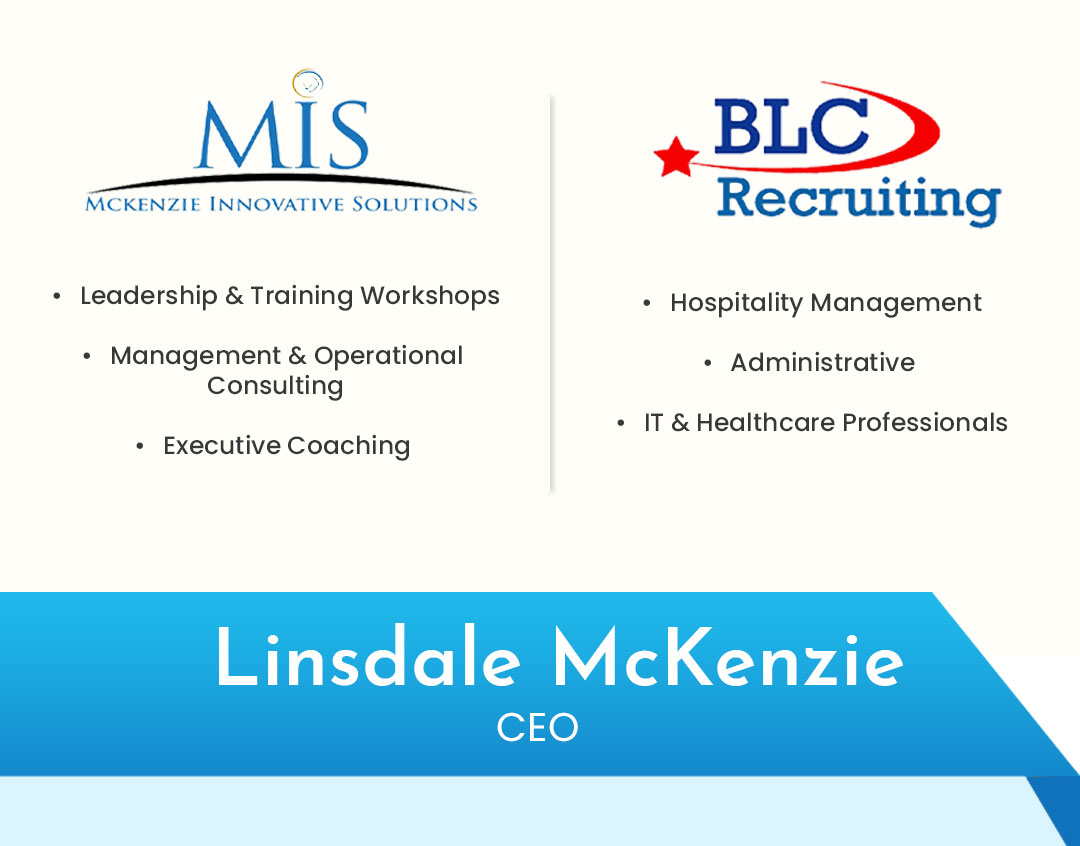 MIS
MCKENZIE INNOVATIVE SOLUTIONS
• Leadership & Training Workshops
• Management & Operational
Consulting
• Executive Coaching
BLC
Recruiting
• Hospitality Management
• Administrative
• IT & Healthcare Professionals
Linsdale McKenzie
CEO